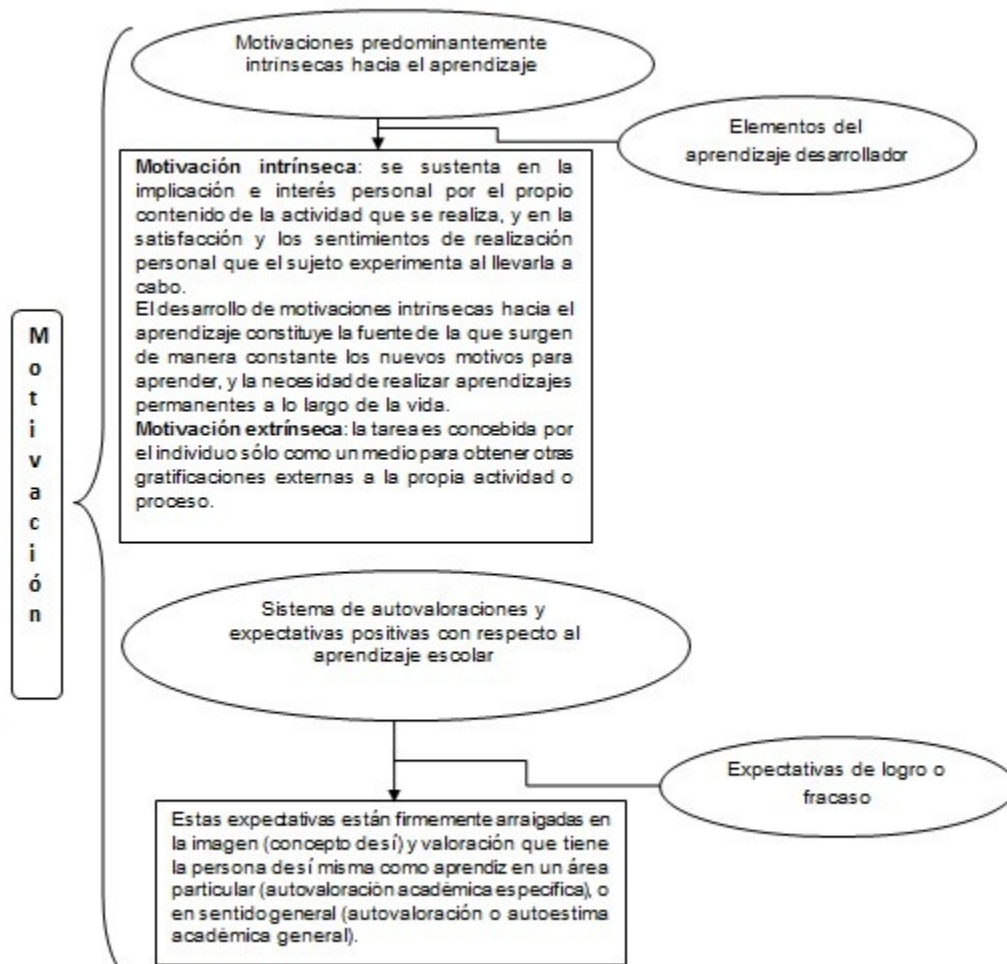 Motivaciones predominantemente
intrínsecas hacia el aprendizaje
Elementos del
aprendizaje desarrollador
Motivación intrínseca: se sustenta en la
implicación e interés personal por el propio
contenido de la actividad que se realiza, y en la
satisfacción y los sentimientos de realización
personal que el sujeto experimenta al llevarla a
cabo.
El desarrollo de motivaciones intrínsecas hacia el
aprendizaje constituye la fuente de la que surgen
de manera constante los nuevos motivos para
aprender, y la necesidad de realizar aprendizajes
permanentes a lo largo de la vida.
Motivación extrínseca: la tarea es concebida por
el individuo sólo como un medio para obtener otras
gratificaciones externas a la propia actividad o
proceso.
Motivación
Sistema de autovaloraciones y
expectativas positivas con respecto al
aprendizaje escolar
Expectativas de logro o
fracaso
Estas expectativas están firmemente arraigadas en
la imagen (concepto de sí) y valoración que tiene
la persona de sí misma como aprendiz en un área
particular (autovaloración académica específica), o
en sentido general (autovaloración o autoestima
académica general).